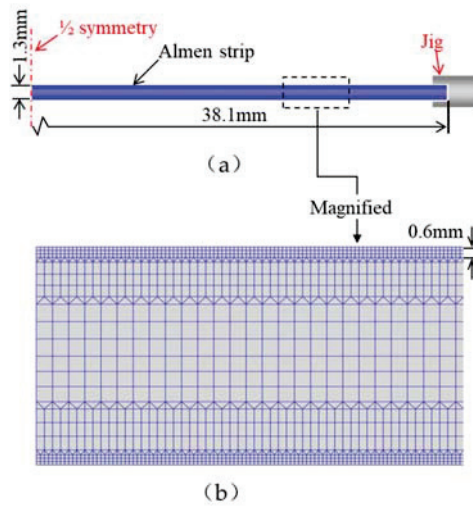 ½ symmetry
1.3mm
Almen strip
Jig
38.1mm
(a)
Magnified
0.6mm
(b)